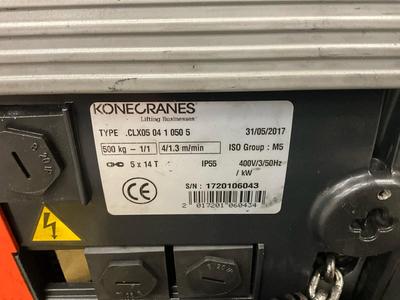 KONECRANES
Lifting Businesses
TYPE .CLX05 04 1 050 5 31/05/2017
500 kg - 1/1 4/1.3 m/min ISO Group : M5
5 x 14 T IP55 400V/3/50Hz
/ kW
S/N : 1720106043
CE